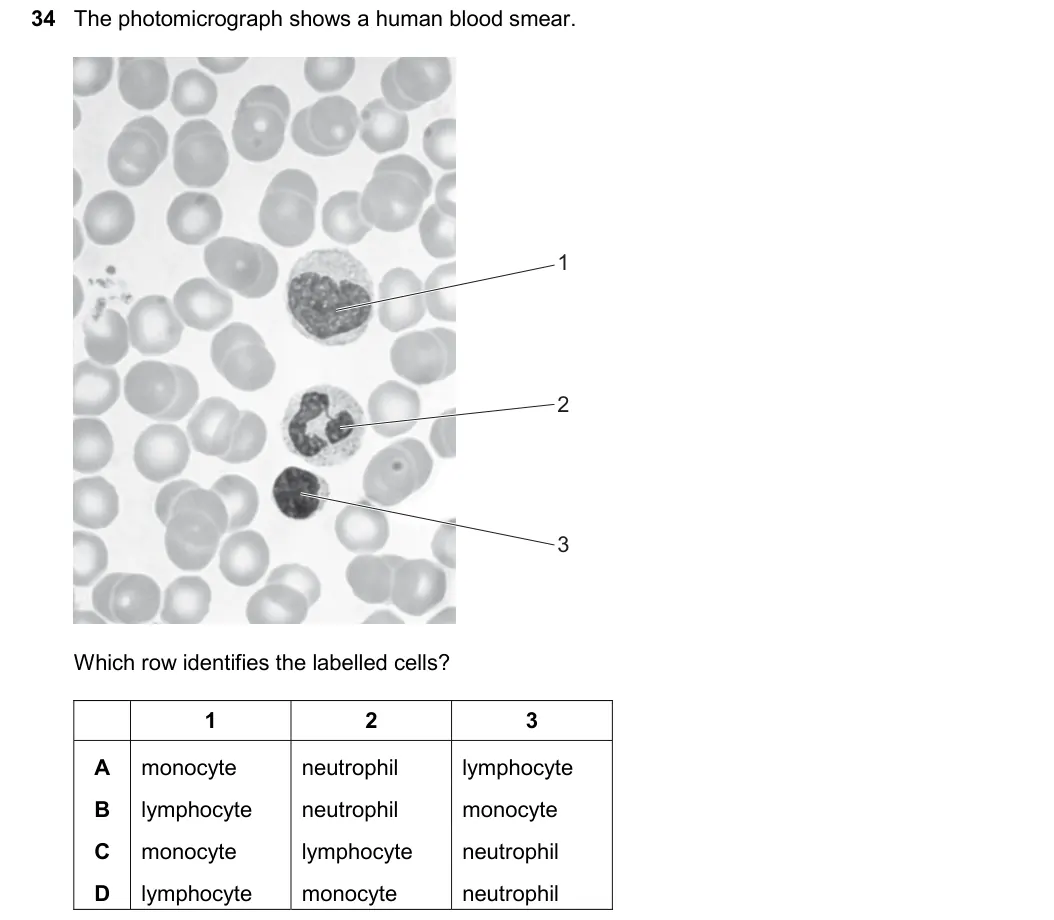 34 The photomicrograph shows a human blood smear.
1
2
3
Which row identifies the labelled cells?
1 2 3
A monocyte neutrophil lymphocyte
B lymphocyte neutrophil monocyte
C monocyte lymphocyte neutrophil
D lymphocyte monocyte neutrophil